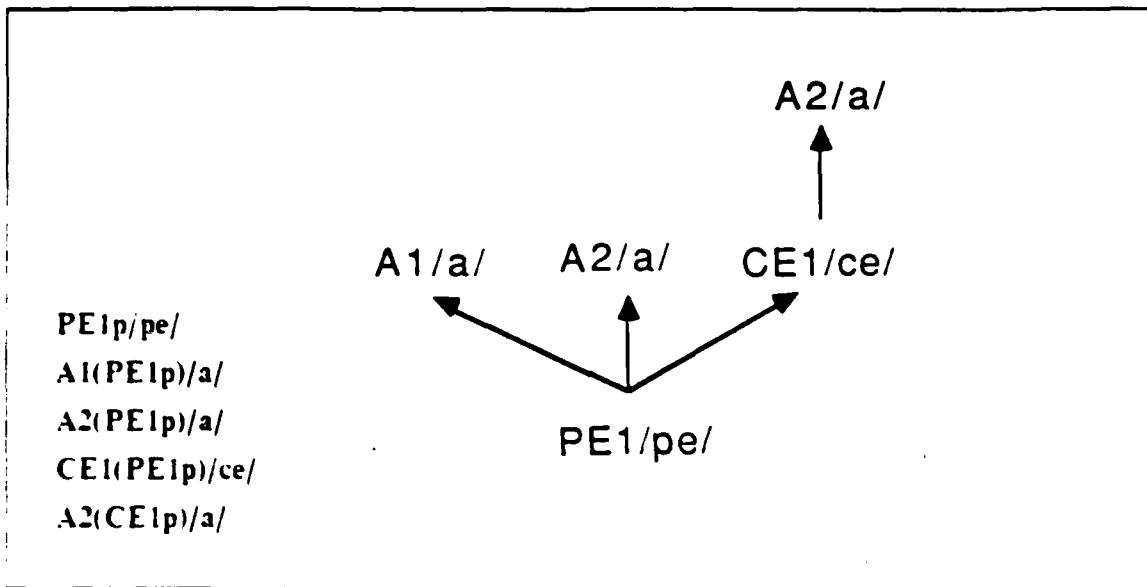 A2/a/
A1/a/ A2/a/ CE1/ce/
PE1/pe/
PE1p/pe/
A1(PE1p)/a/
A2(PE1p)/a/
CE1(PE1p)/ce/
A2(CE1p)/a/